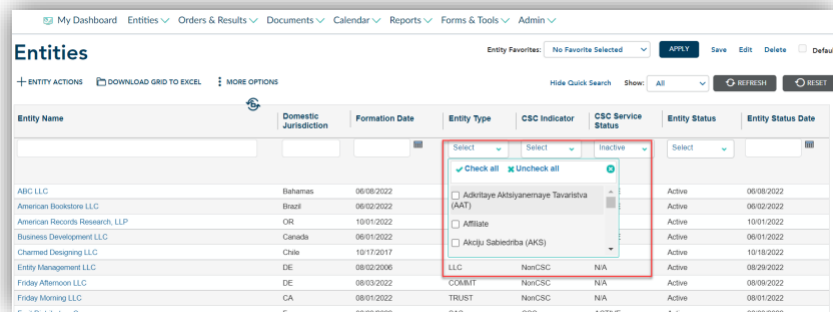 My Dashboard Entities Orders & Results Documents Calendar Reports Forms & Tools Admin
Entities
Entity Favorites: No Favorite Selected APPLY Save Edit Delete Defau
ENTITY ACTIONS DOWNLOAD GRID TO EXCEL MORE OPTIONS
Hide Quick Search Show: All REFRESH RESET
Entity Name Domestic Jurisdiction Formation Date Entity Type CSC Indicator CSC Service Status Entity Status Entity Status Date
Select Select Inactive Select
Check all Uncheck all
Adkritaye Aktsiyanernaye Tavaristva (AAT)
Affiliate
Akciju Sabiedriba (AKS)
ABC LLC Bahamas 06/08/2022 Active 06/08/2022
American Bookstore LLC Brazil 06/02/2022 Active 06/02/2022
American Records Research, LLP OR 10/01/2022 Active 10/01/2022
Business Development LLC Canada 06/01/2022 Active 06/01/2022
Charmed Designing LLC Chile 10/17/2017 Active 10/18/2022
Entity Management LLC DE 08/02/2006 LLC NonCSC N/A Active 08/29/2022
Friday Afternoon LLC DE 08/03/2022 COMMT NonCSC N/A Active 08/09/2022
Friday Morning LLC CA 08/01/2022 TRUST NonCSC N/A Active 08/01/2022